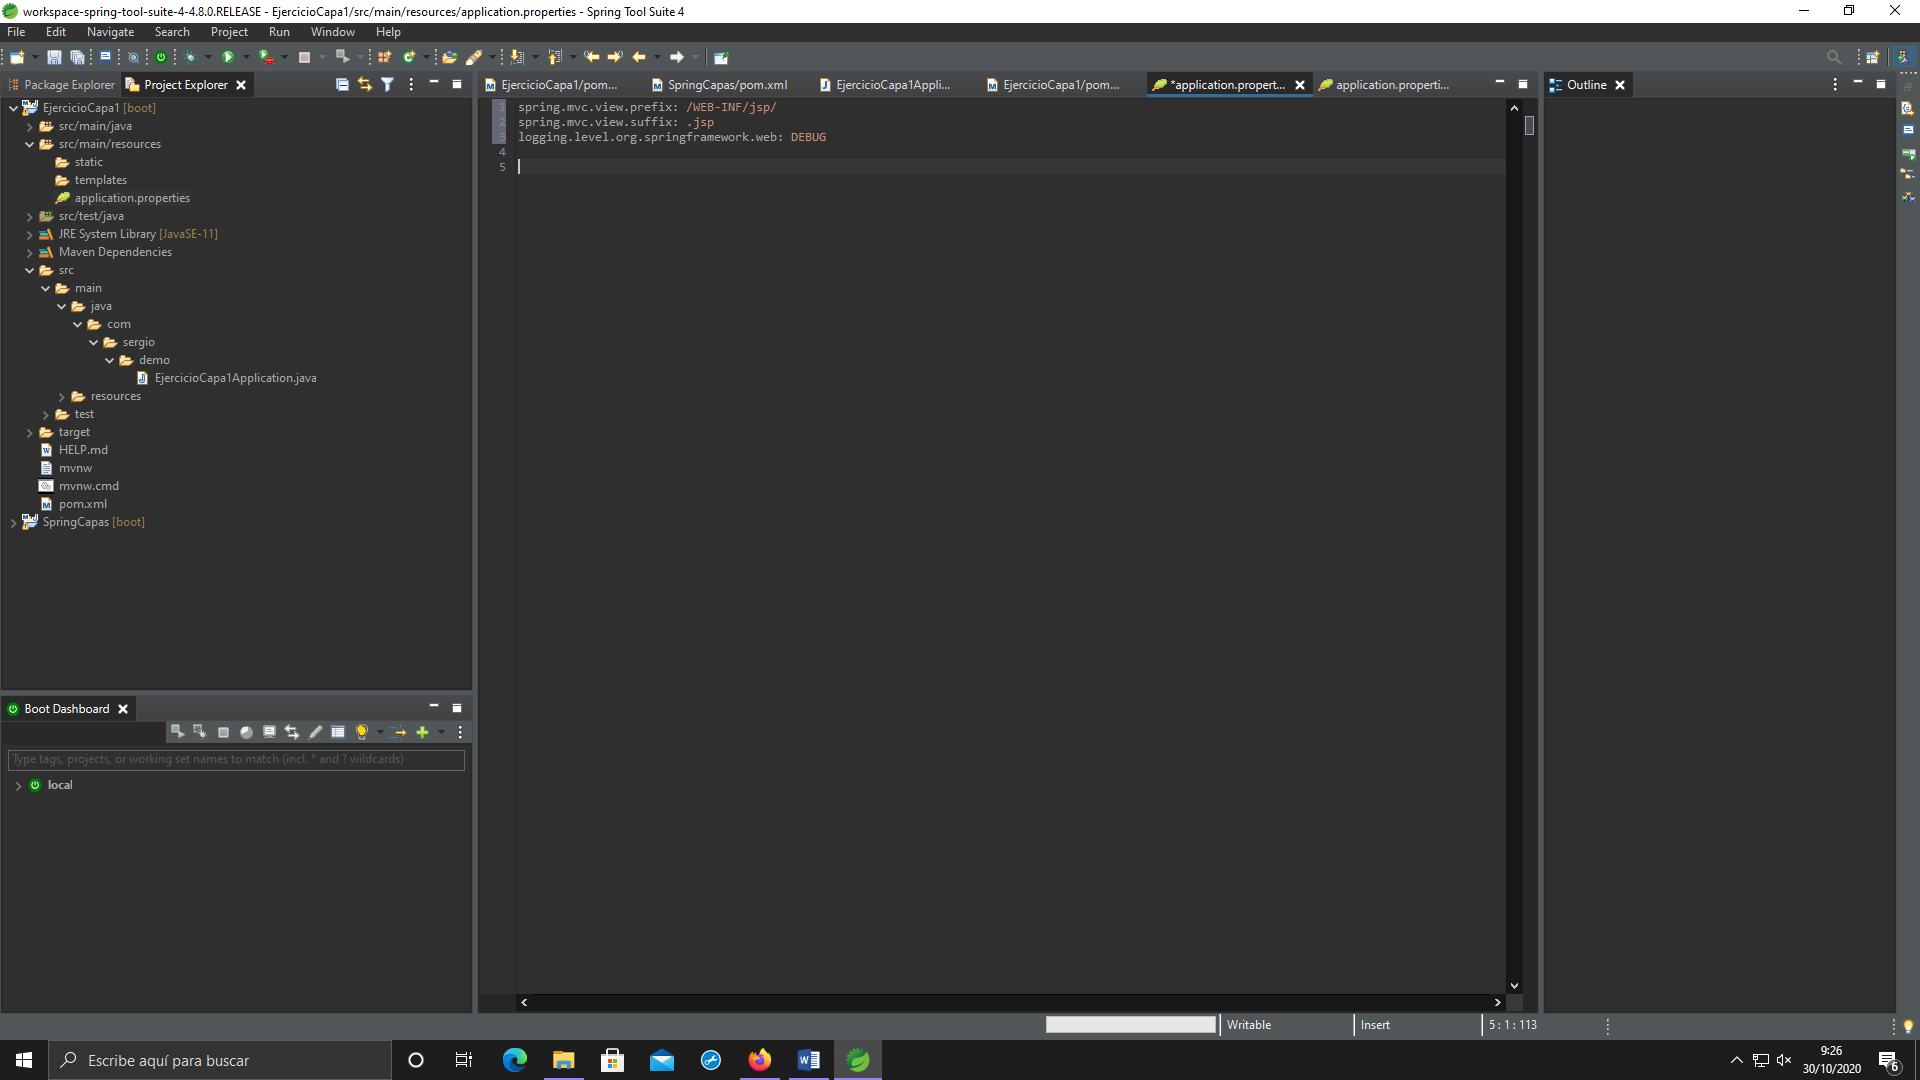 workspace-spring-tool-suite-4-4.8.0.RELEASE - EjercicioCapa1/src/main/resources/application.properties - Spring Tool Suite 4
File Edit Navigate Search Project Run Window Help
Package Explorer Project Explorer
EjercicioCapa1/pom... SpringCapas/pom.xml EjercicioCapa1Appli... EjercicioCapa1/pom... *application.propert... application.properti...
Outline
EjercicioCapa1 [boot]
src/main/java
src/main/resources
static
templates
application.properties
src/test/java
JRE System Library [JavaSE-11]
Maven Dependencies
src
main
java
com
sergio
demo
EjercicioCapa1Application.java
resources
test
target
HELP.md
mvnw
mvnw.cmd
pom.xml
SpringCapas [boot]
1 spring.mvc.view.prefix: /WEB-INF/jsp/
2 spring.mvc.view.suffix: .jsp
3 logging.level.org.springframework.web: DEBUG
4
5
Boot Dashboard
Type tags, projects, or working set names to match (incl. * and ? wildcards)
local
Writable Insert 5 : 1 : 113
Escribe aquí para buscar
9:26
30/10/2020
6